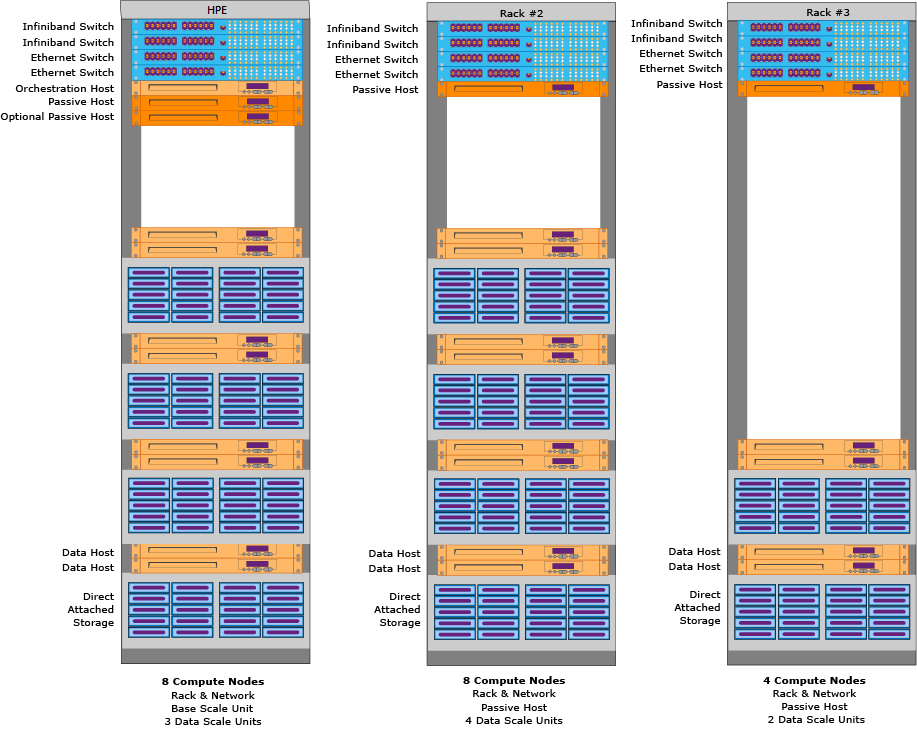 HPE
Infiniband Switch
Infiniband Switch
Ethernet Switch
Ethernet Switch
Orchestration Host
Passive Host
Optional Passive Host
Data Host
Data Host
Direct
Attached
Storage
8 Compute Nodes
Rack & Network
Base Scale Unit
3 Data Scale Units
Rack #2
Infiniband Switch
Infiniband Switch
Ethernet Switch
Ethernet Switch
Passive Host
Data Host
Data Host
Direct
Attached
Storage
8 Compute Nodes
Rack & Network
Passive Host
4 Data Scale Units
Rack #3
Infiniband Switch
Infiniband Switch
Ethernet Switch
Ethernet Switch
Passive Host
Data Host
Data Host
Direct
Attached
Storage
4 Compute Nodes
Rack & Network
Passive Host
2 Data Scale Units